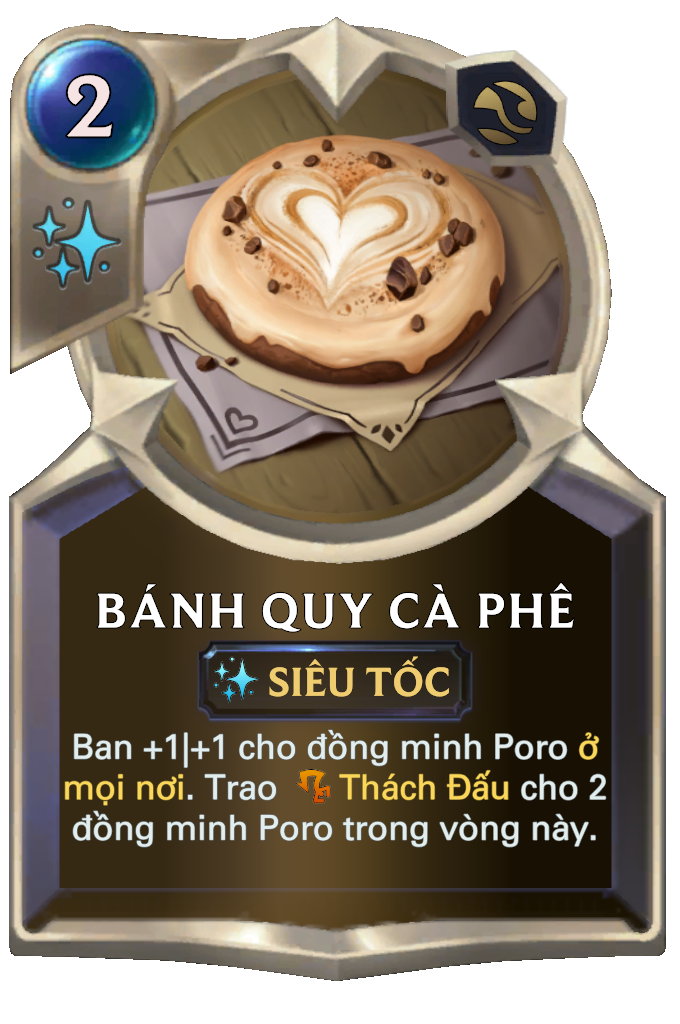 2
BÁNH QUY CÀ PHÊ
SIÊU TỐC
Ban +1|+1 cho đồng minh Poro ở
mọi nơi. Trao Thách Đấu cho 2
đồng minh Poro trong vòng này.